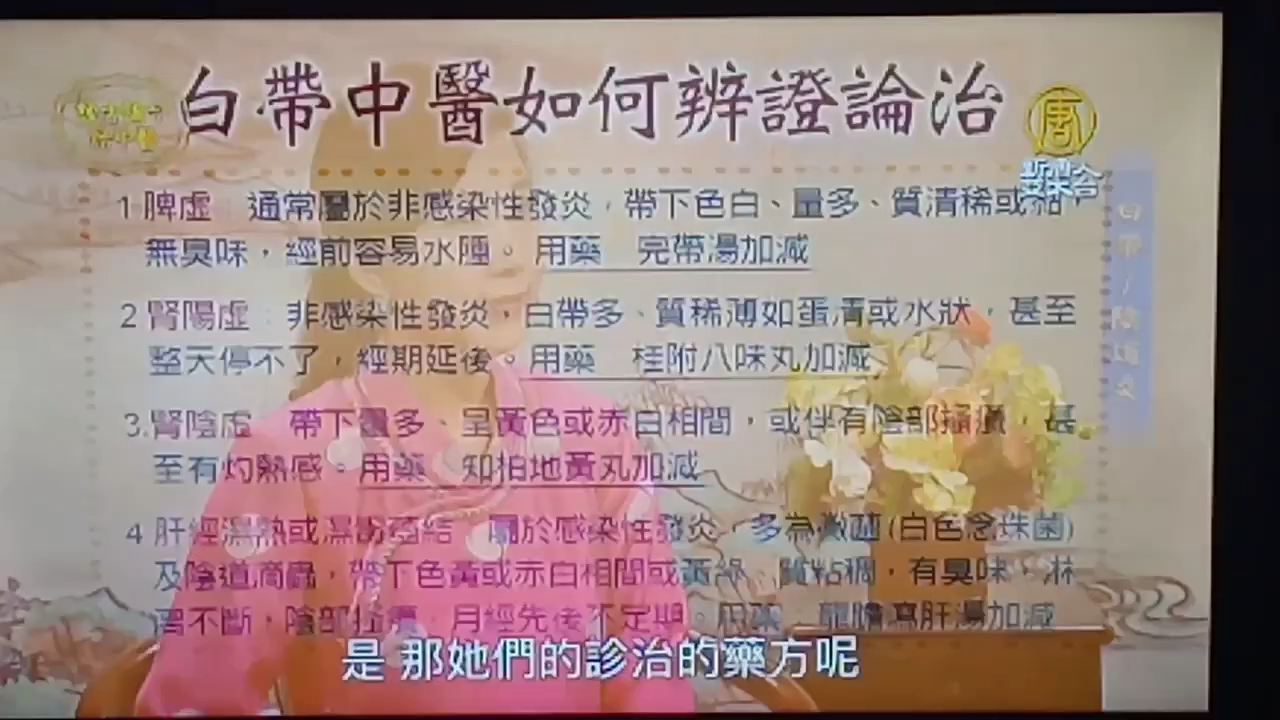 白帶中醫如何辨證論治
唐
新唐人
1 脾虛 通常屬於非感染性發炎，帶下色白、量多、質清稀或粘
無臭味，經前容易水腫。用藥 完帶湯加減
2 腎陽虛 非感染性發炎，白帶多、質稀薄如蛋清或水狀，甚至
整天停不了，經期延後。用藥 桂附八味丸加減
3.腎陰虛 帶下量多、呈黃色或赤白相間，或伴有陰部搔癢，甚
至有灼熱感。用藥 知柏地黃丸加減
4 肝經濕熱或濕熱蘊結 屬於感染性發炎，多為黴菌(白色念珠菌)
及陰道滴蟲，帶下色黃或赤白相間或黃綠、質粘稠，有臭味，淋
漓不斷，陰部搔癢，月經先後不定期。用藥 龍膽瀉肝湯加減
白帶/陰道炎
是 那她們的診治的藥方呢